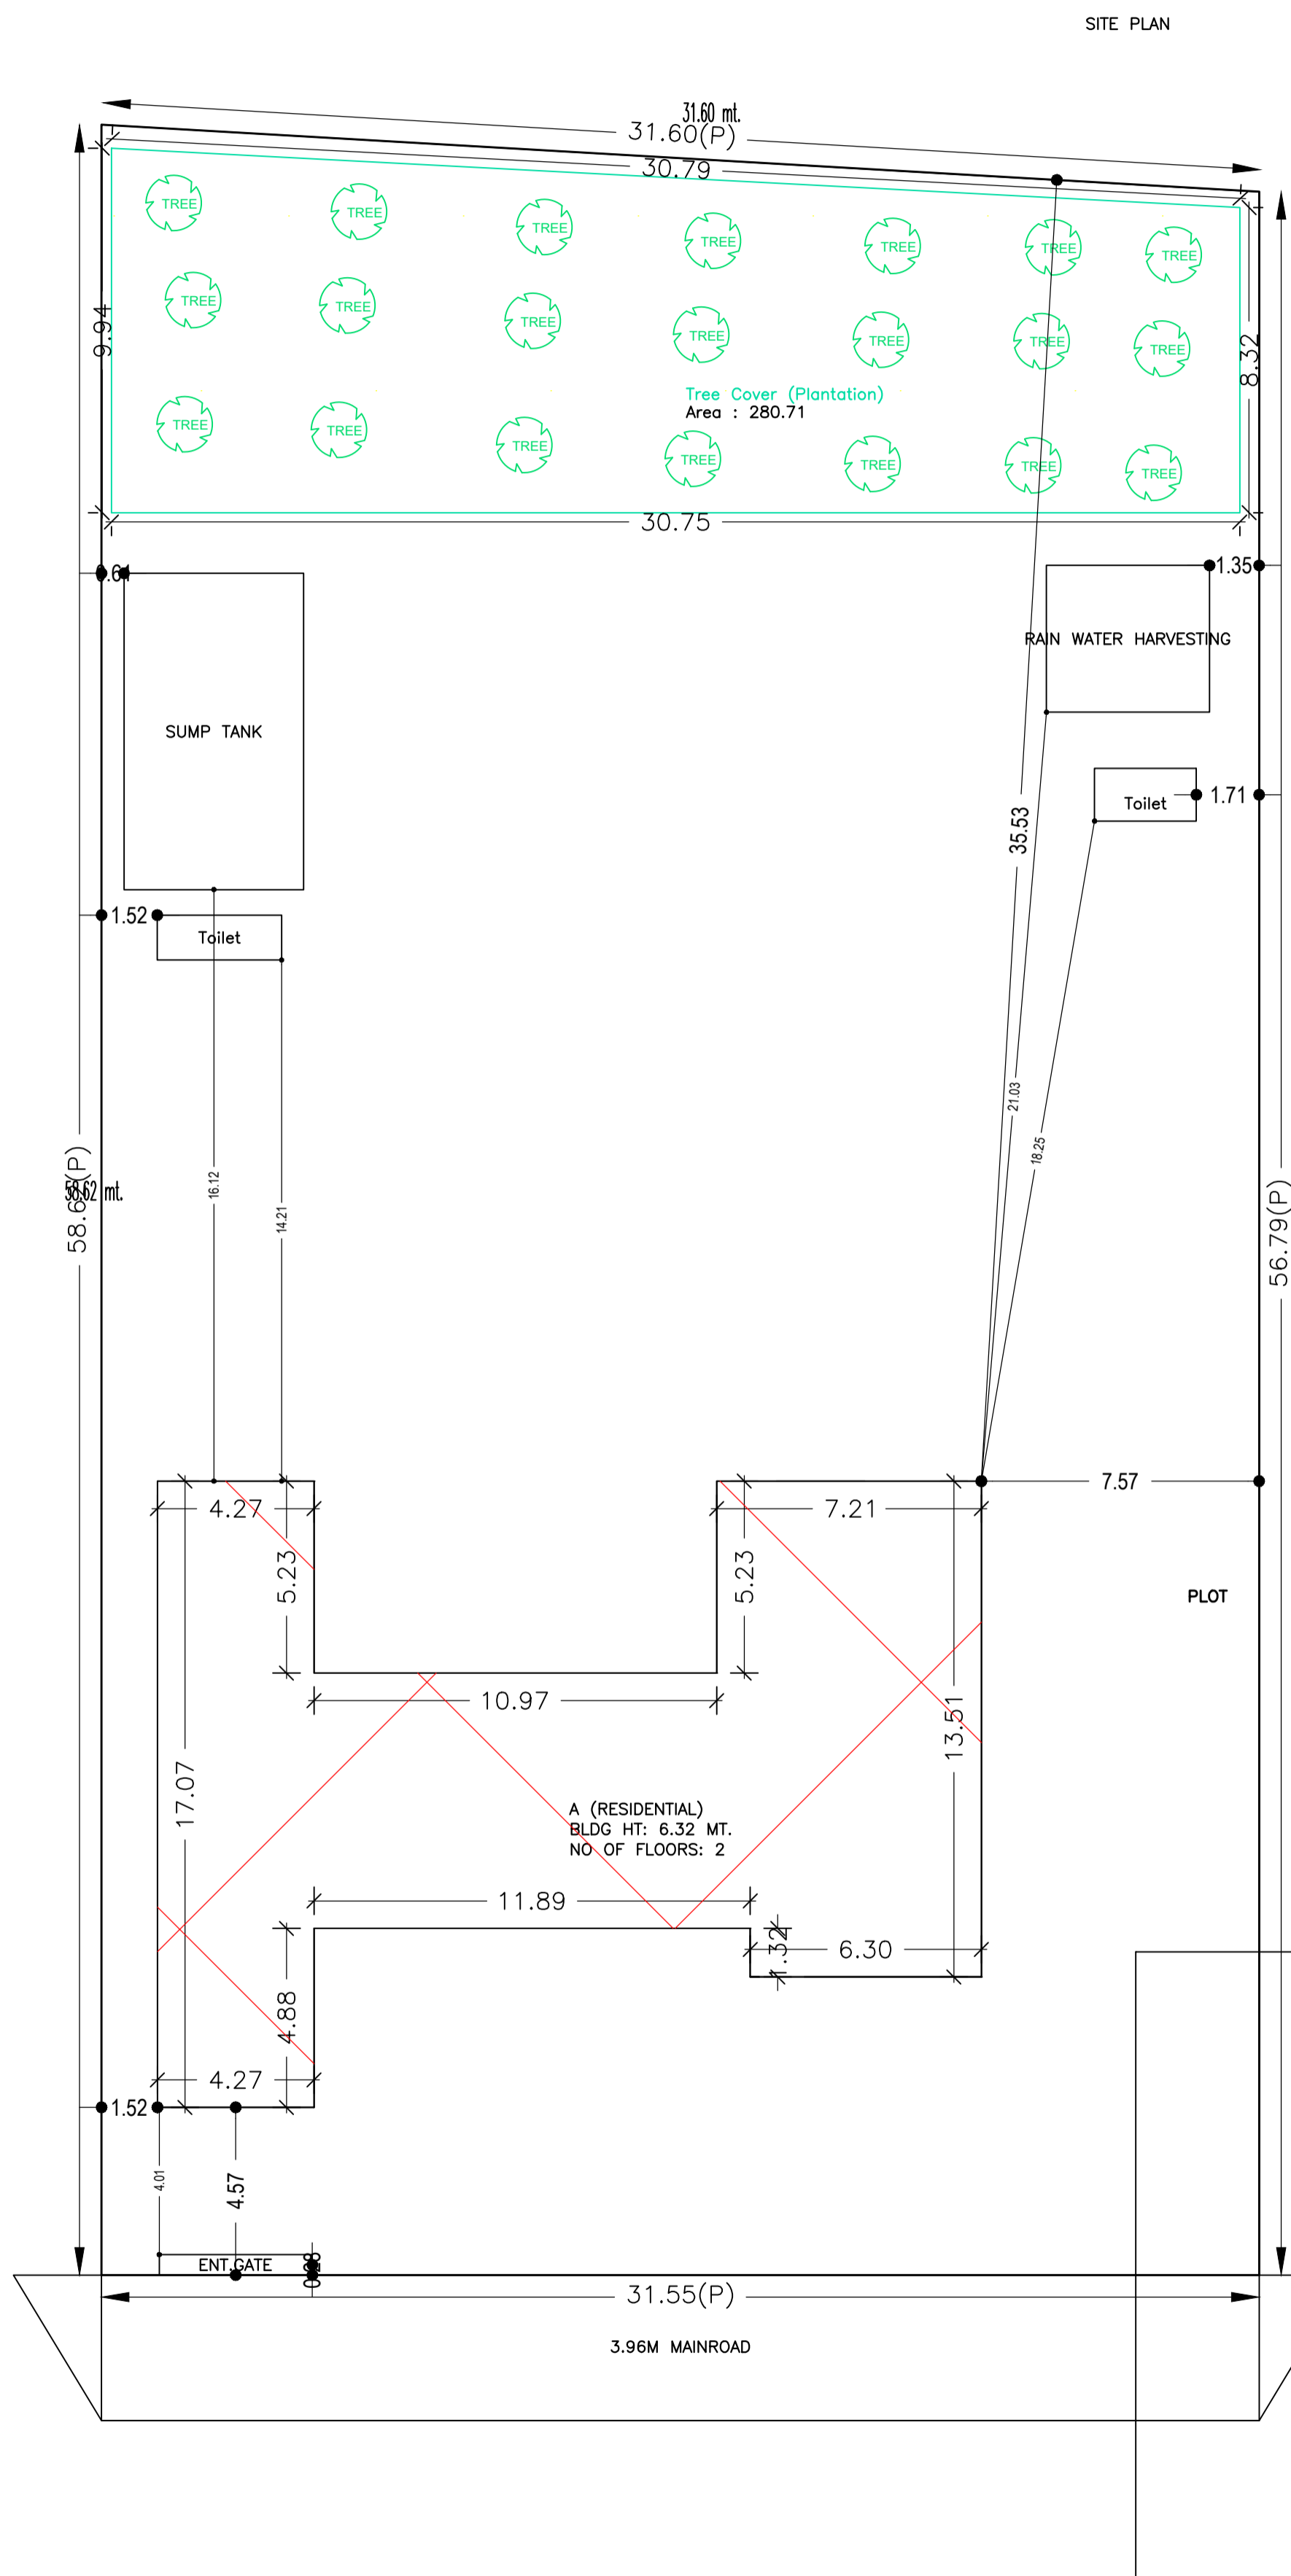 SITE PLAN
31.60 mt.
31.60(P)
30.79
TREE TREE TREE TREE TREE TREE TREE
TREE TREE TREE TREE TREE TREE TREE
9.94
8.32
Tree Cover (Plantation)
Area : 280.71
TREE TREE TREE TREE TREE TREE TREE
30.75
1.35
RAIN WATER HARVESTING
SUMP TANK
Toilet
1.71
35.53
1.52
Toilet
21.03
18.25
16.12
14.21
58.62 mt.
56.79(P)
4.27
7.21
7.57
5.23
5.23
PLOT
10.97
13.51
17.07
A (RESIDENTIAL)
BLDG HT: 6.32 MT.
NO OF FLOORS: 2
11.89
1.32
6.30
4.88
4.27
1.52
4.01
4.57
ENT.GATE
31.55(P)
3.96M MAINROAD